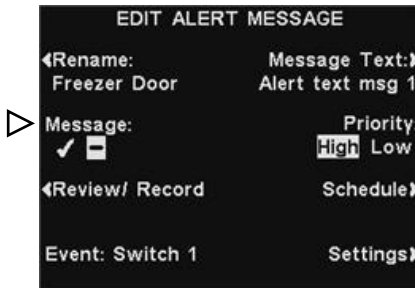 EDIT ALERT MESSAGE
Rename:
Freezer Door
Message Text:
Alert text msg 1
Message:
✓ –
Priority
High Low
Review/ Record
Schedule
Event: Switch 1
Settings